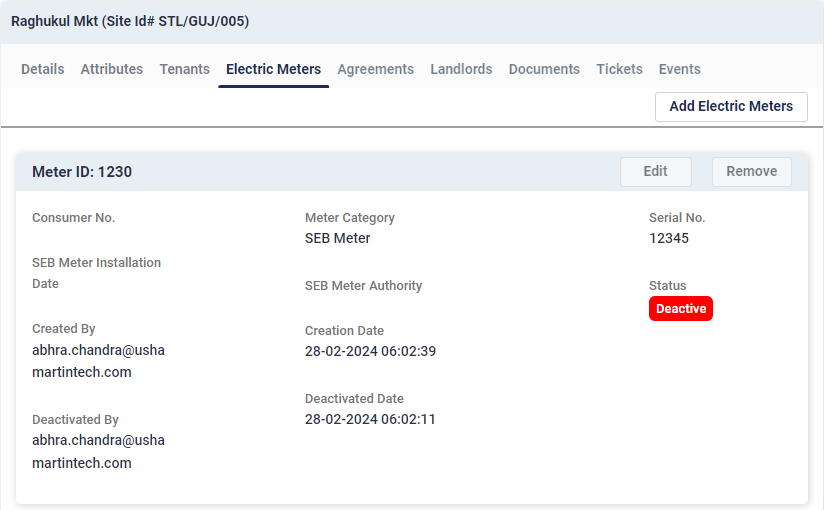 Raghukul Mkt (Site Id# STL/GUJ/005)
Details Attributes Tenants Electric Meters Agreements Landlords Documents Tickets Events
Add Electric Meters
Meter ID: 1230 Edit Remove
Consumer No.
Meter Category
SEB Meter
Serial No.
12345
SEB Meter Installation
Date
SEB Meter Authority
Status
Deactive
Created By
abhra.chandra@usha
martintech.com
Creation Date
28-02-2024 06:02:39
Deactivated By
abhra.chandra@usha
martintech.com
Deactivated Date
28-02-2024 06:02:11